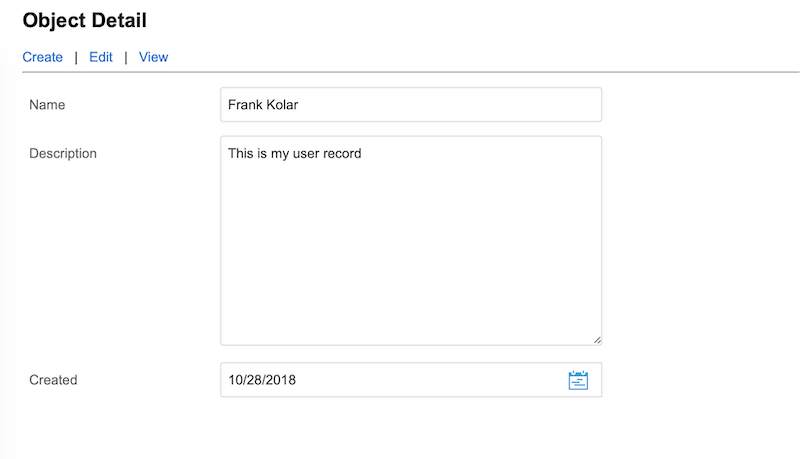 Object Detail
Create | Edit | View
Name Frank Kolar
Description This is my user record
Created 10/28/2018